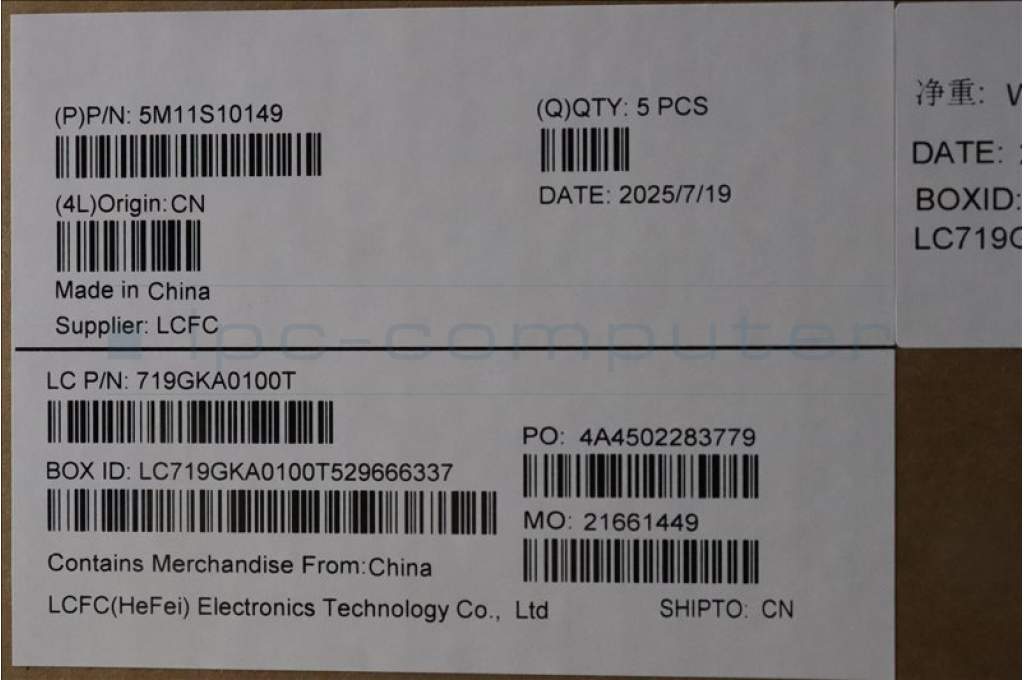 (P)P/N: 5M11S10149
(Q)QTY: 5 PCS
(4L)Origin:CN
DATE: 2025/7/19
Made in China
Supplier: LCFC
ipc-computer
LC P/N: 719GKA0100T
BOX ID: LC719GKA0100T529666337
PO: 4A4502283779
MO: 21661449
Contains Merchandise From:China
LCFC(HeFei) Electronics Technology Co., Ltd
SHIPTO: CN
净重:
DATE:
BOXID:
LC719G